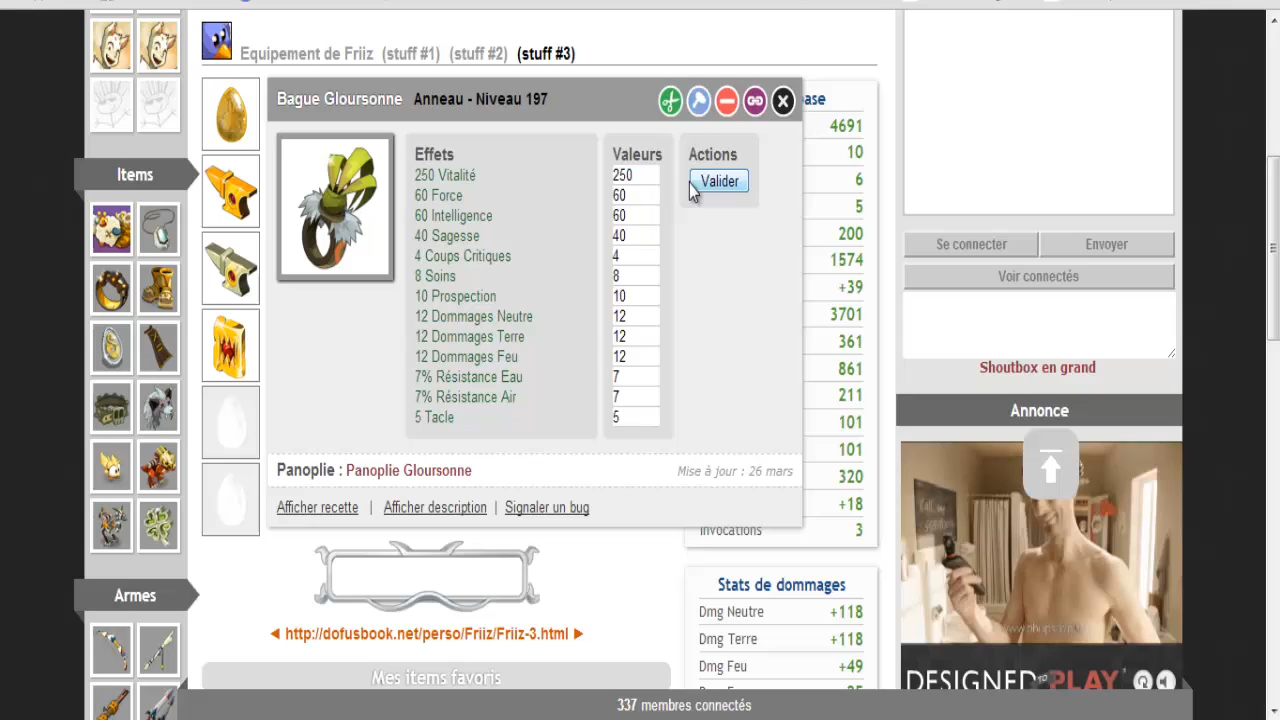 Equipement de Friiz (stuff #1) (stuff #2) (stuff #3)
Items
Armes
Bague Gloursonne Anneau - Niveau 197
Effets
250 Vitalité
60 Force
60 Intelligence
40 Sagesse
4 Coups Critiques
8 Soins
10 Prospection
12 Dommages Neutre
12 Dommages Terre
12 Dommages Feu
7% Résistance Eau
7% Résistance Air
5 Tacle
Valeurs
250
60
60
40
4
8
10
12
12
12
7
7
5
Actions
Valider
Panoplie : Panoplie Gloursonne
Mise à jour : 26 mars
Afficher recette | Afficher description | Signaler un bug
http://dofusbook.net/perso/Friiz/Friiz-3.html
Mes items favoris
base
4691
10
6
5
200
1574
+39
3701
361
861
211
101
101
320
+18
Invocations 3
Stats de dommages
Dmg Neutre +118
Dmg Terre +118
Dmg Feu +49
Se connecter
Envoyer
Voir connectés
Shoutbox en grand
Annonce
DESIGNED TO PLAY
337 membres connectés